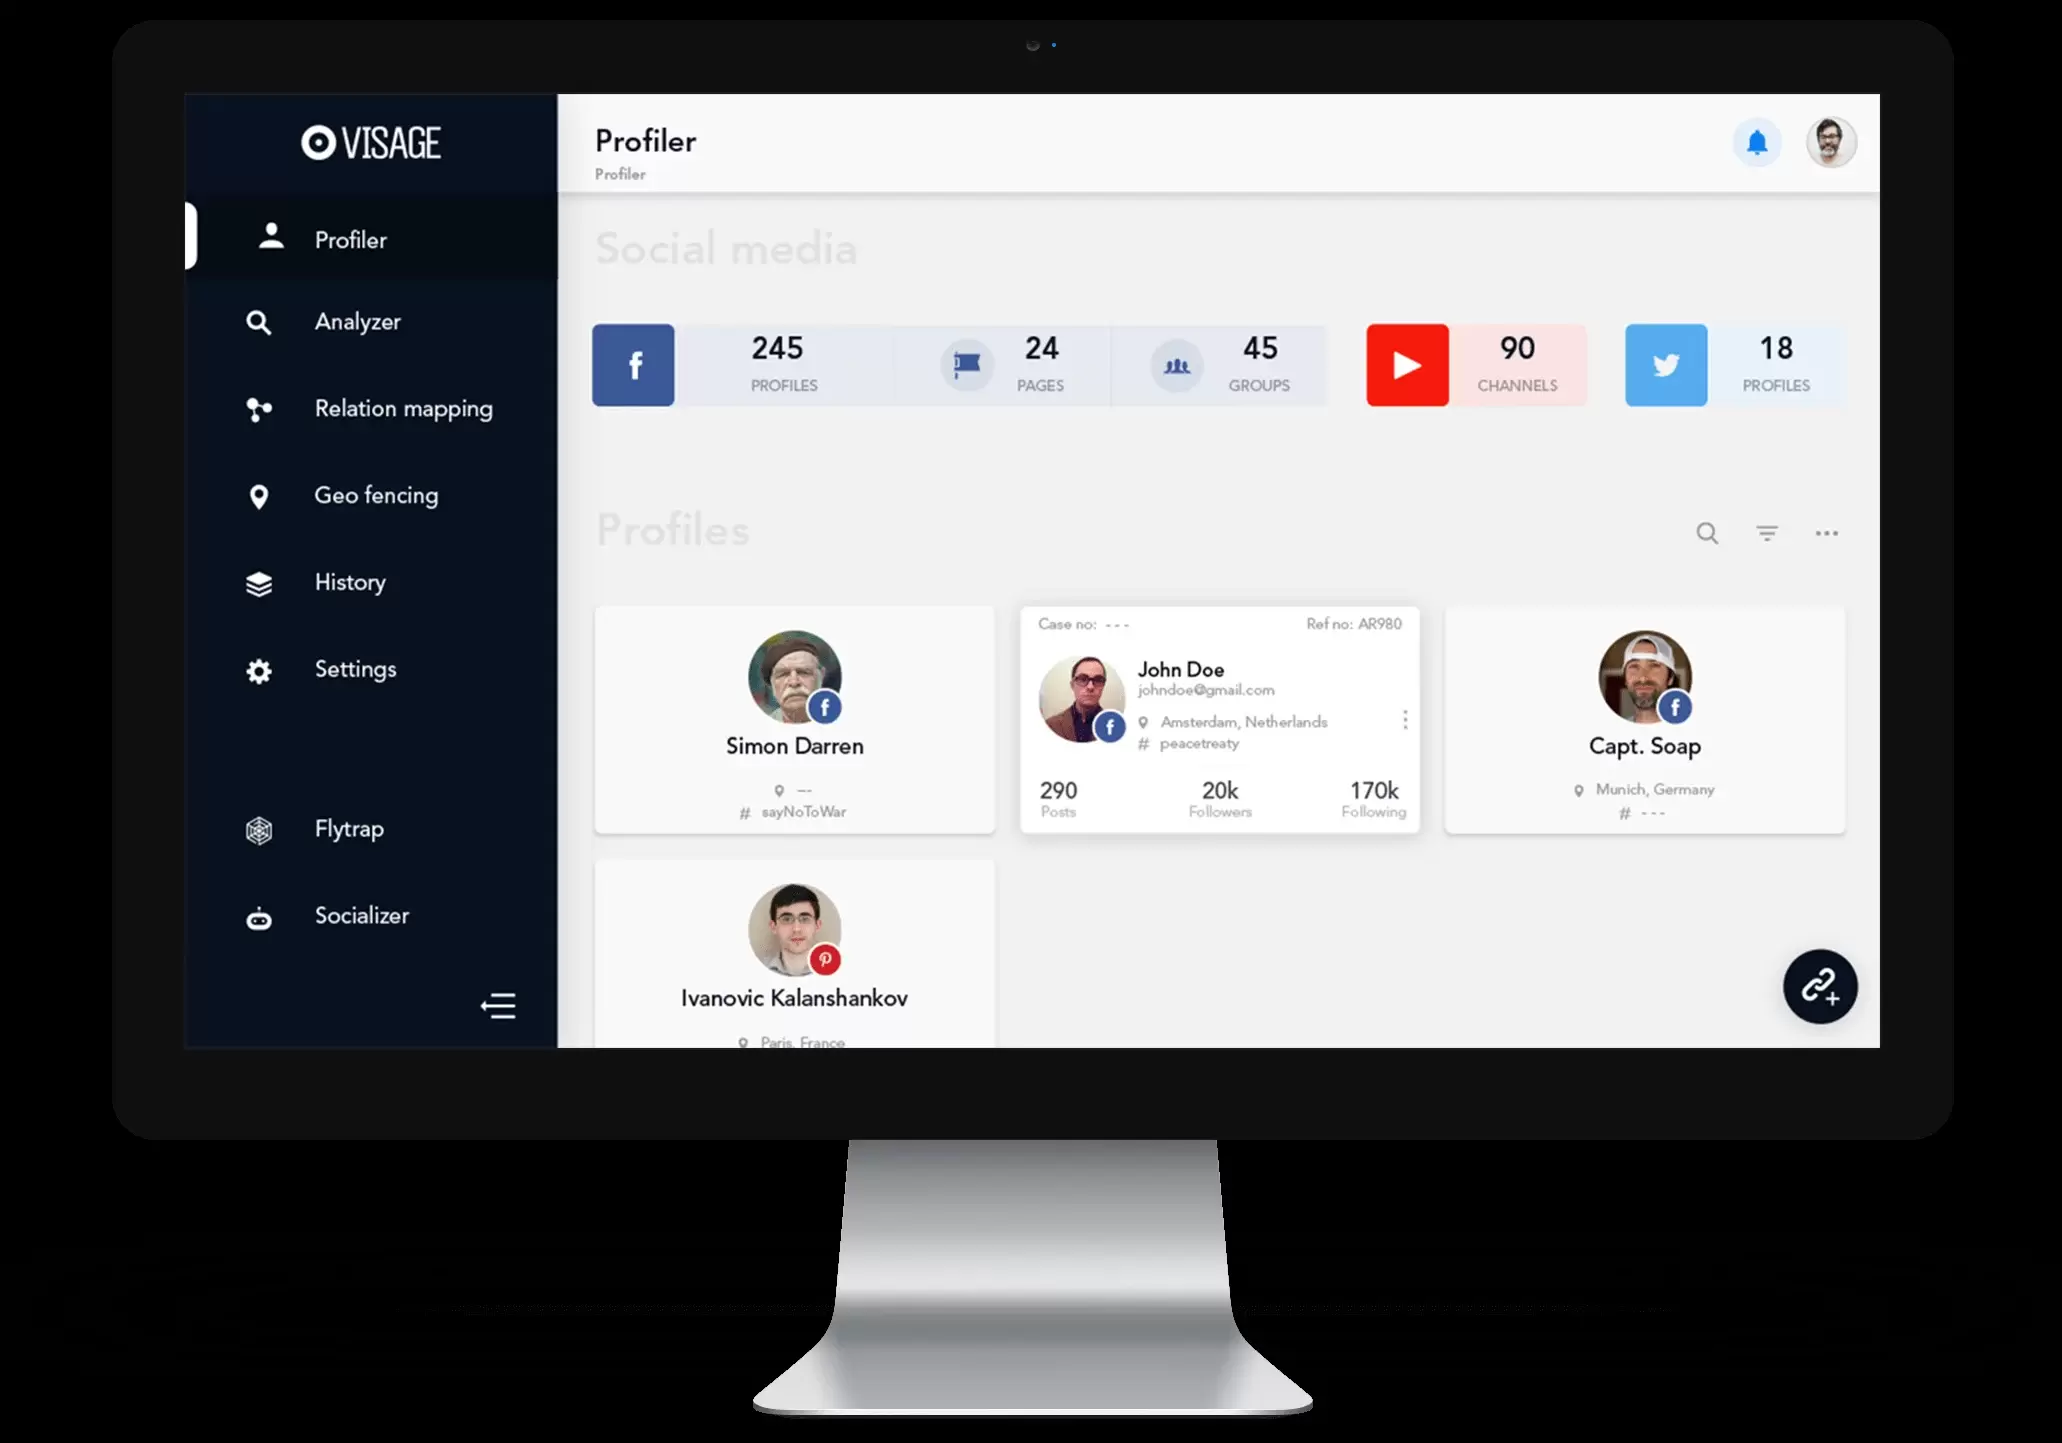 VISAGE
Profiler
Analyzer
Relation mapping
Geo fencing
History
Settings
Flytrap
Socializer
Profiler
Profiler
Social media
245
PROFILES
24
PAGES
45
GROUPS
90
CHANNELS
18
PROFILES
Profiles
Simon Darren
---
# sayNoToWar
Case no: --- Ref no: AR980
John Doe
johndoe@gmail.com
Amsterdam, Netherlands
# peacetreaty
290 20k 170k
Posts Followers Following
Capt. Soap
Munich, Germany
# ---
Ivanovic Kalanshankov
Paris, France